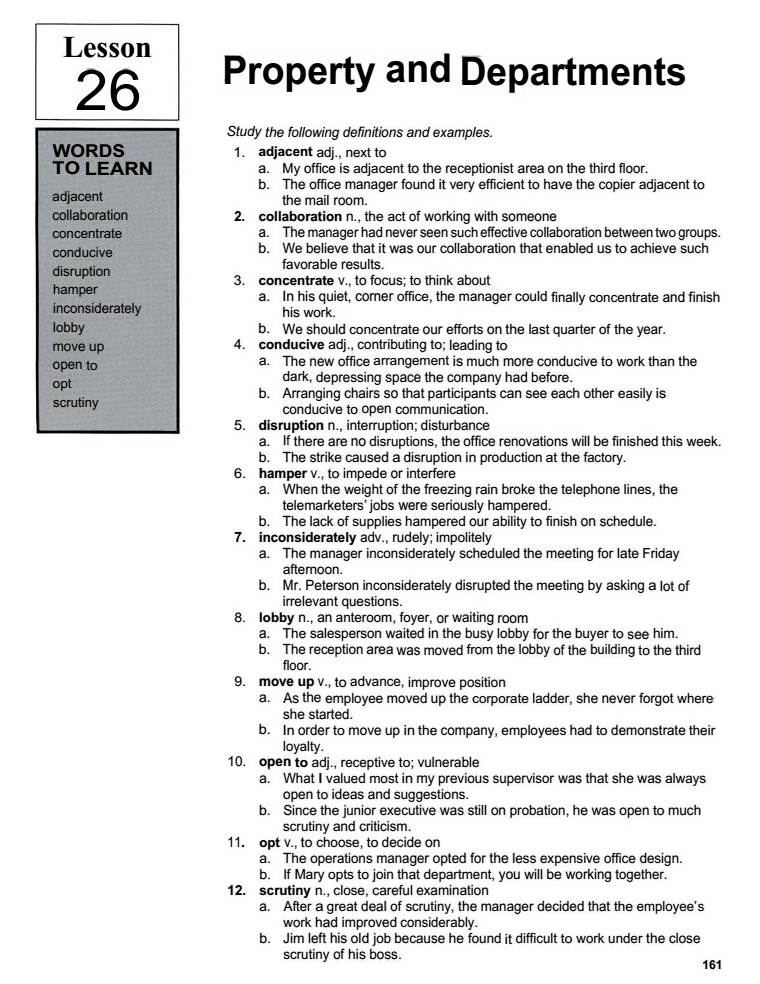 Lesson
26
Property and Departments
WORDS
TO LEARN
adjacent
collaboration
concentrate
conducive
disruption
hamper
inconsiderately
lobby
move up
open to
opt
scrutiny
Study the following definitions and examples.
1. adjacent adj., next to
a. My office is adjacent to the receptionist area on the third floor.
b. The office manager found it very efficient to have the copier adjacent to
the mail room.
2. collaboration n., the act of working with someone
a. The manager had never seen such effective collaboration between two groups.
b. We believe that it was our collaboration that enabled us to achieve such
favorable results.
3. concentrate v., to focus; to think about
a. In his quiet, corner office, the manager could finally concentrate and finish
his work.
b. We should concentrate our efforts on the last quarter of the year.
4. conducive adj., contributing to; leading to
a. The new office arrangement is much more conducive to work than the
dark, depressing space the company had before.
b. Arranging chairs so that participants can see each other easily is
conducive to open communication.
5. disruption n., interruption; disturbance
a. If there are no disruptions, the office renovations will be finished this week.
b. The strike caused a disruption in production at the factory.
6. hamper v., to impede or interfere
a. When the weight of the freezing rain broke the telephone lines, the
telemarketers' jobs were seriously hampered.
b. The lack of supplies hampered our ability to finish on schedule.
7. inconsiderately adv., rudely; impolitely
a. The manager inconsiderately scheduled the meeting for late Friday
afternoon.
b. Mr. Peterson inconsiderately disrupted the meeting by asking a lot of
irrelevant questions.
8. lobby n., an anteroom, foyer, or waiting room
a. The salesperson waited in the busy lobby for the buyer to see him.
b. The reception area was moved from the lobby of the building to the third
floor.
9. move up v., to advance, improve position
a. As the employee moved up the corporate ladder, she never forgot where
she started.
b. In order to move up in the company, employees had to demonstrate their
loyalty.
10. open to adj., receptive to; vulnerable
a. What I valued most in my previous supervisor was that she was always
open to ideas and suggestions.
b. Since the junior executive was still on probation, he was open to much
scrutiny and criticism.
11. opt v., to choose, to decide on
a. The operations manager opted for the less expensive office design.
b. If Mary opts to join that department, you will be working together.
12. scrutiny n., close, careful examination
a. After a great deal of scrutiny, the manager decided that the employee's
work had improved considerably.
b. Jim left his old job because he found it difficult to work under the close
scrutiny of his boss.
161